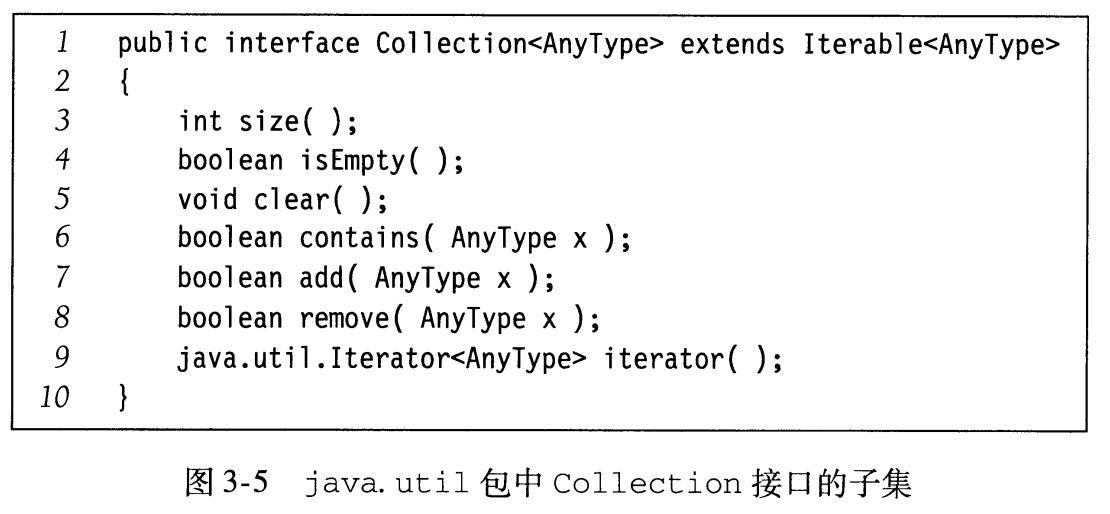 1 public interface Collection<AnyType> extends Iterable<AnyType>
2 {
3 int size( );
4 boolean isEmpty( );
5 void clear( );
6 boolean contains( AnyType x );
7 boolean add( AnyType x );
8 boolean remove( AnyType x );
9 java.util.Iterator<AnyType> iterator( );
10 }
图 3-5 java.util 包中 Collection 接口的子集